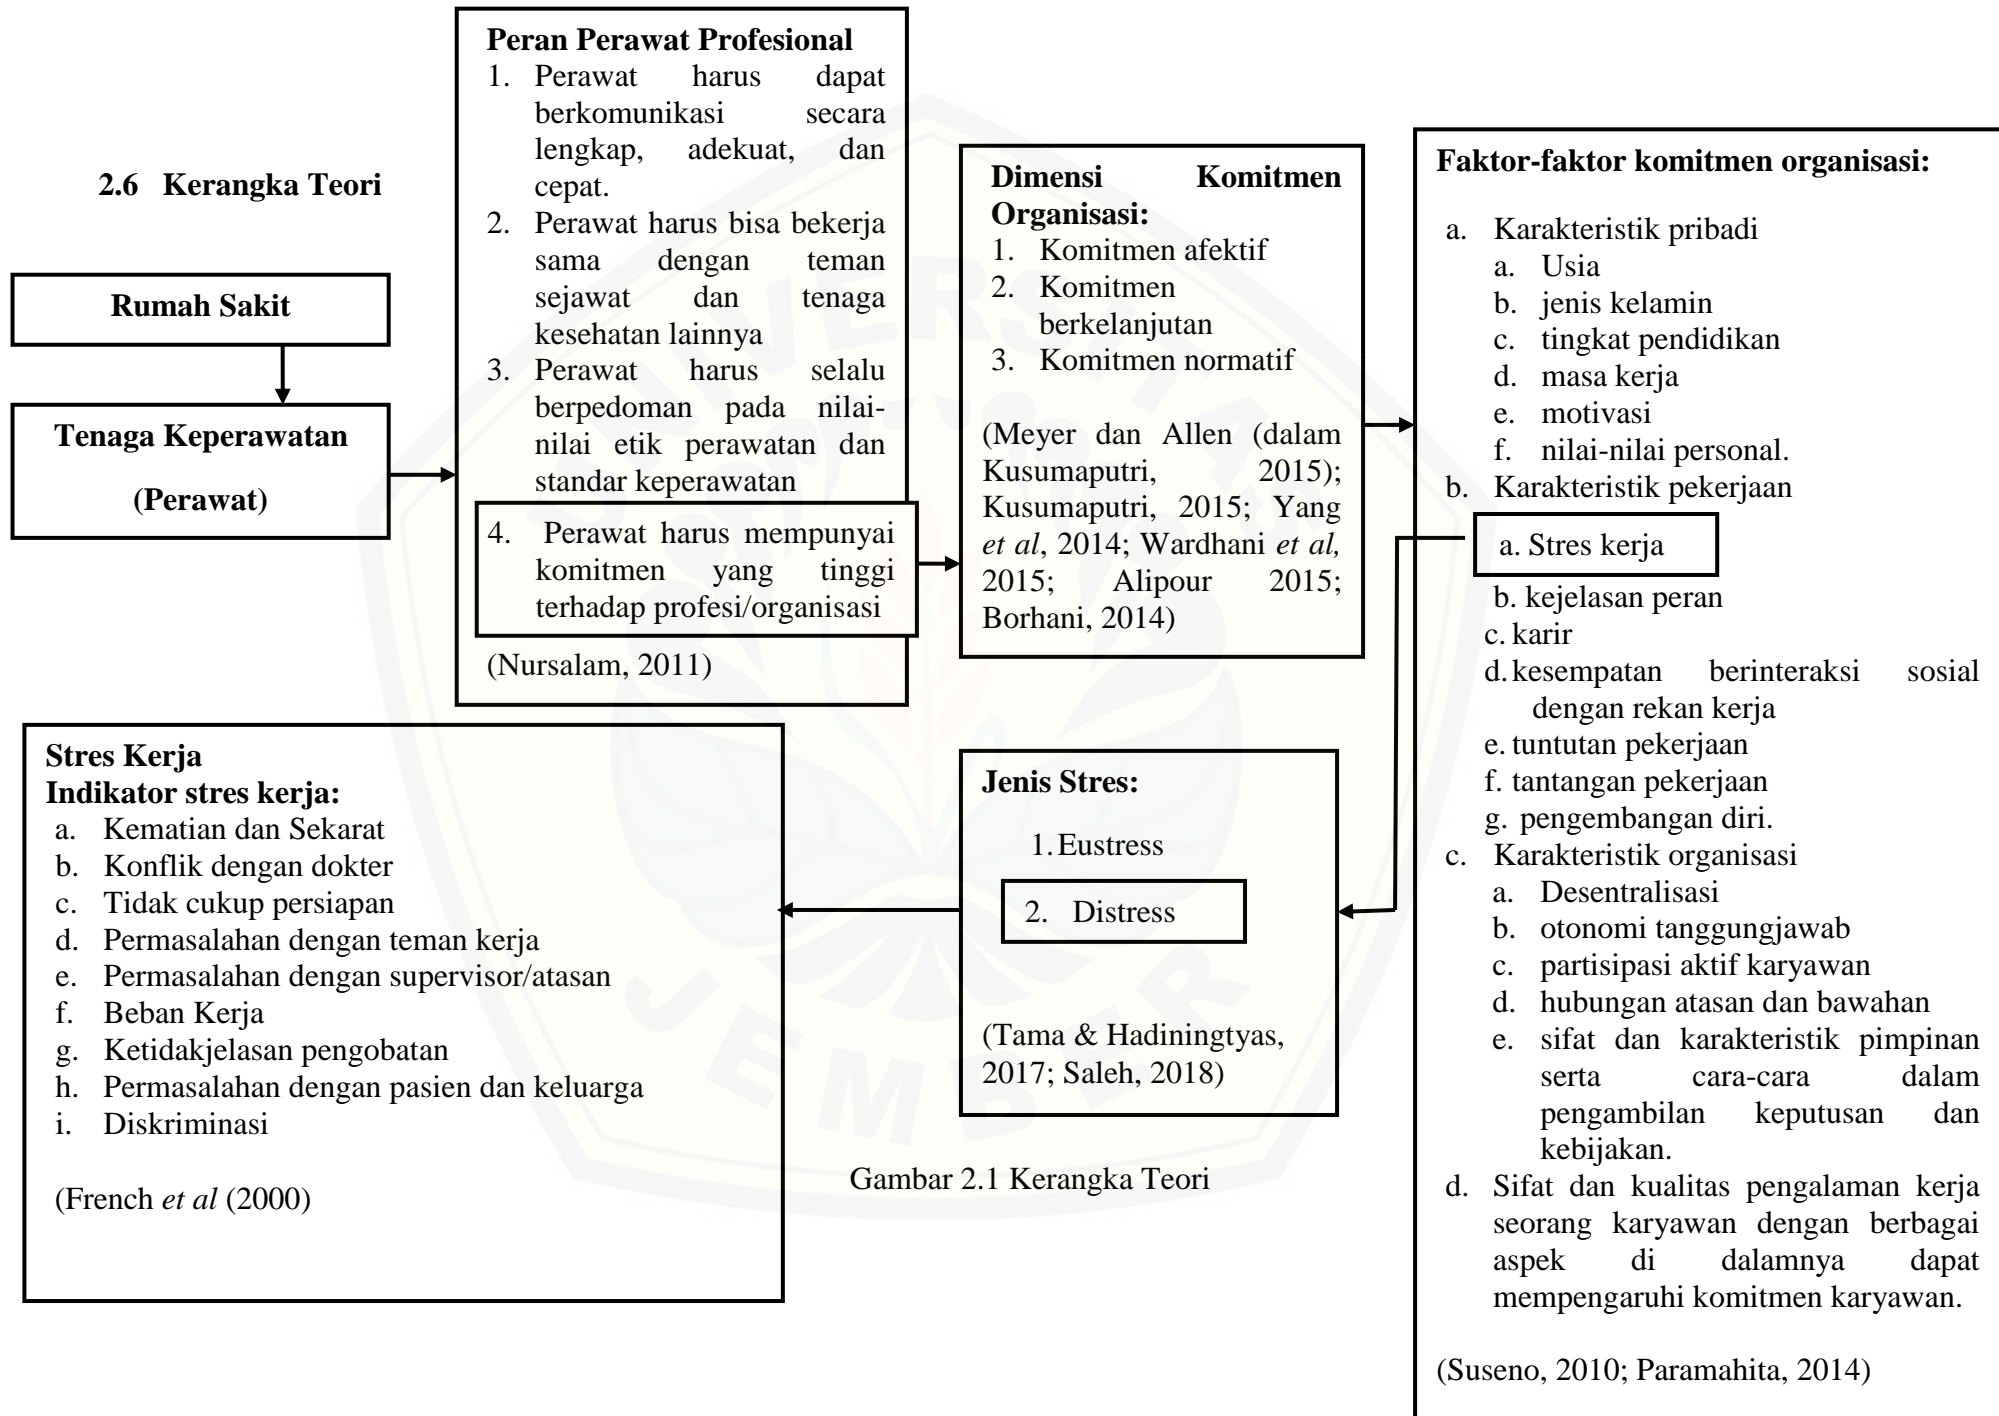 2.6 Kerangka Teori
Rumah Sakit
Tenaga Keperawatan
(Perawat)
Peran Perawat Profesional
1. Perawat harus dapat
berkomunikasi secara
lengkap, adekuat, dan
cepat.
2. Perawat harus bisa bekerja
sama dengan teman
sejawat dan tenaga
kesehatan lainnya
3. Perawat harus selalu
berpedoman pada nilai-
nilai etik perawatan dan
standar keperawatan
4. Perawat harus mempunyai
komitmen yang tinggi
terhadap profesi/organisasi
(Nursalam, 2011)
Dimensi Komitmen
Organisasi:
1. Komitmen afektif
2. Komitmen
berkelanjutan
3. Komitmen normatif
(Meyer dan Allen (dalam
Kusumaputri, 2015);
Kusumaputri, 2015; Yang
et al, 2014; Wardhani et al,
2015; Alipour 2015;
Borhani, 2014)
Faktor-faktor komitmen organisasi:
a. Karakteristik pribadi
a. Usia
b. jenis kelamin
c. tingkat pendidikan
d. masa kerja
e. motivasi
f. nilai-nilai personal.
b. Karakteristik pekerjaan
a. Stres kerja
b. kejelasan peran
c. karir
d. kesempatan berinteraksi sosial
dengan rekan kerja
e. tuntutan pekerjaan
f. tantangan pekerjaan
g. pengembangan diri.
c. Karakteristik organisasi
a. Desentralisasi
b. otonomi tanggungjawab
c. partisipasi aktif karyawan
d. hubungan atasan dan bawahan
e. sifat dan karakteristik pimpinan
serta cara-cara dalam
pengambilan keputusan dan
kebijakan.
d. Sifat dan kualitas pengalaman kerja
seorang karyawan dengan berbagai
aspek di dalamnya dapat
mempengaruhi komitmen karyawan.
(Suseno, 2010; Paramahita, 2014)
Jenis Stres:
1. Eustress
2. Distress
(Tama & Hadiningtyas,
2017; Saleh, 2018)
Stres Kerja
Indikator stres kerja:
a. Kematian dan Sekarat
b. Konflik dengan dokter
c. Tidak cukup persiapan
d. Permasalahan dengan teman kerja
e. Permasalahan dengan supervisor/atasan
f. Beban Kerja
g. Ketidakjelasan pengobatan
h. Permasalahan dengan pasien dan keluarga
i. Diskriminasi
(French et al (2000)
Gambar 2.1 Kerangka Teori
UNIVERSITAS
JEMBER